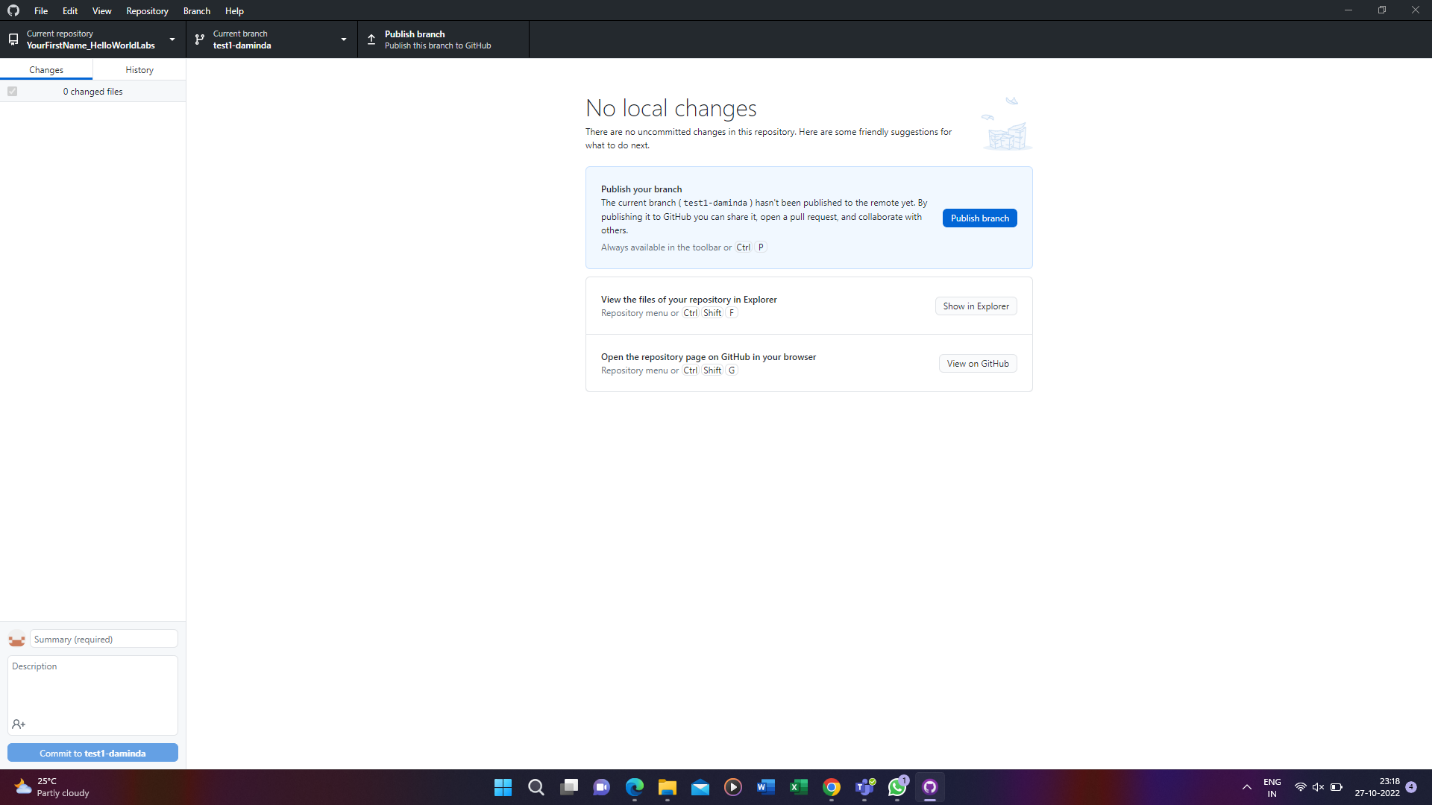 File Edit View Repository Branch Help
Current repository
YourFirstName_HelloWorldLabs
Current branch
test1-daminda
Publish branch
Publish this branch to GitHub
Changes
History
0 changed files
No local changes
There are no uncommitted changes in this repository. Here are some friendly suggestions for
what to do next.
Publish your branch
The current branch ( test1-daminda ) hasn't been published to the remote yet. By
publishing it to GitHub you can share it, open a pull request, and collaborate with
others.
Always available in the toolbar or Ctrl P
Publish branch
View the files of your repository in Explorer
Repository menu or Ctrl Shift F
Show in Explorer
Open the repository page on GitHub in your browser
Repository menu or Ctrl Shift G
View on GitHub
Summary (required)
Description
Commit to test1-daminda
25°C
Partly cloudy
1
ENG
IN
23:18
27-10-2022
4